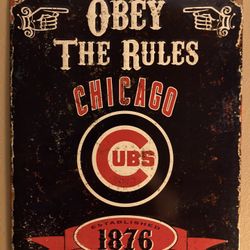 OBEY
THE RULES
CHICAGO
CUBS
ESTABLISHED
1876